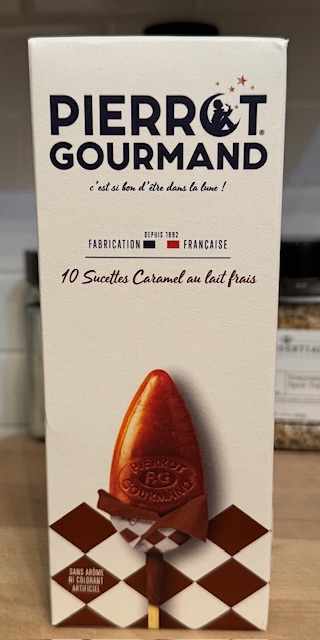 PIERROT
GOURMAND®
c'est si bon d'être dans la lune !
DEPUIS 1892
FABRICATION FRANÇAISE
10 Sucettes Caramel au lait frais
PIERROT
P&G
GOURMAND
SANS ARÔME
NI COLORANT
ARTIFICIEL